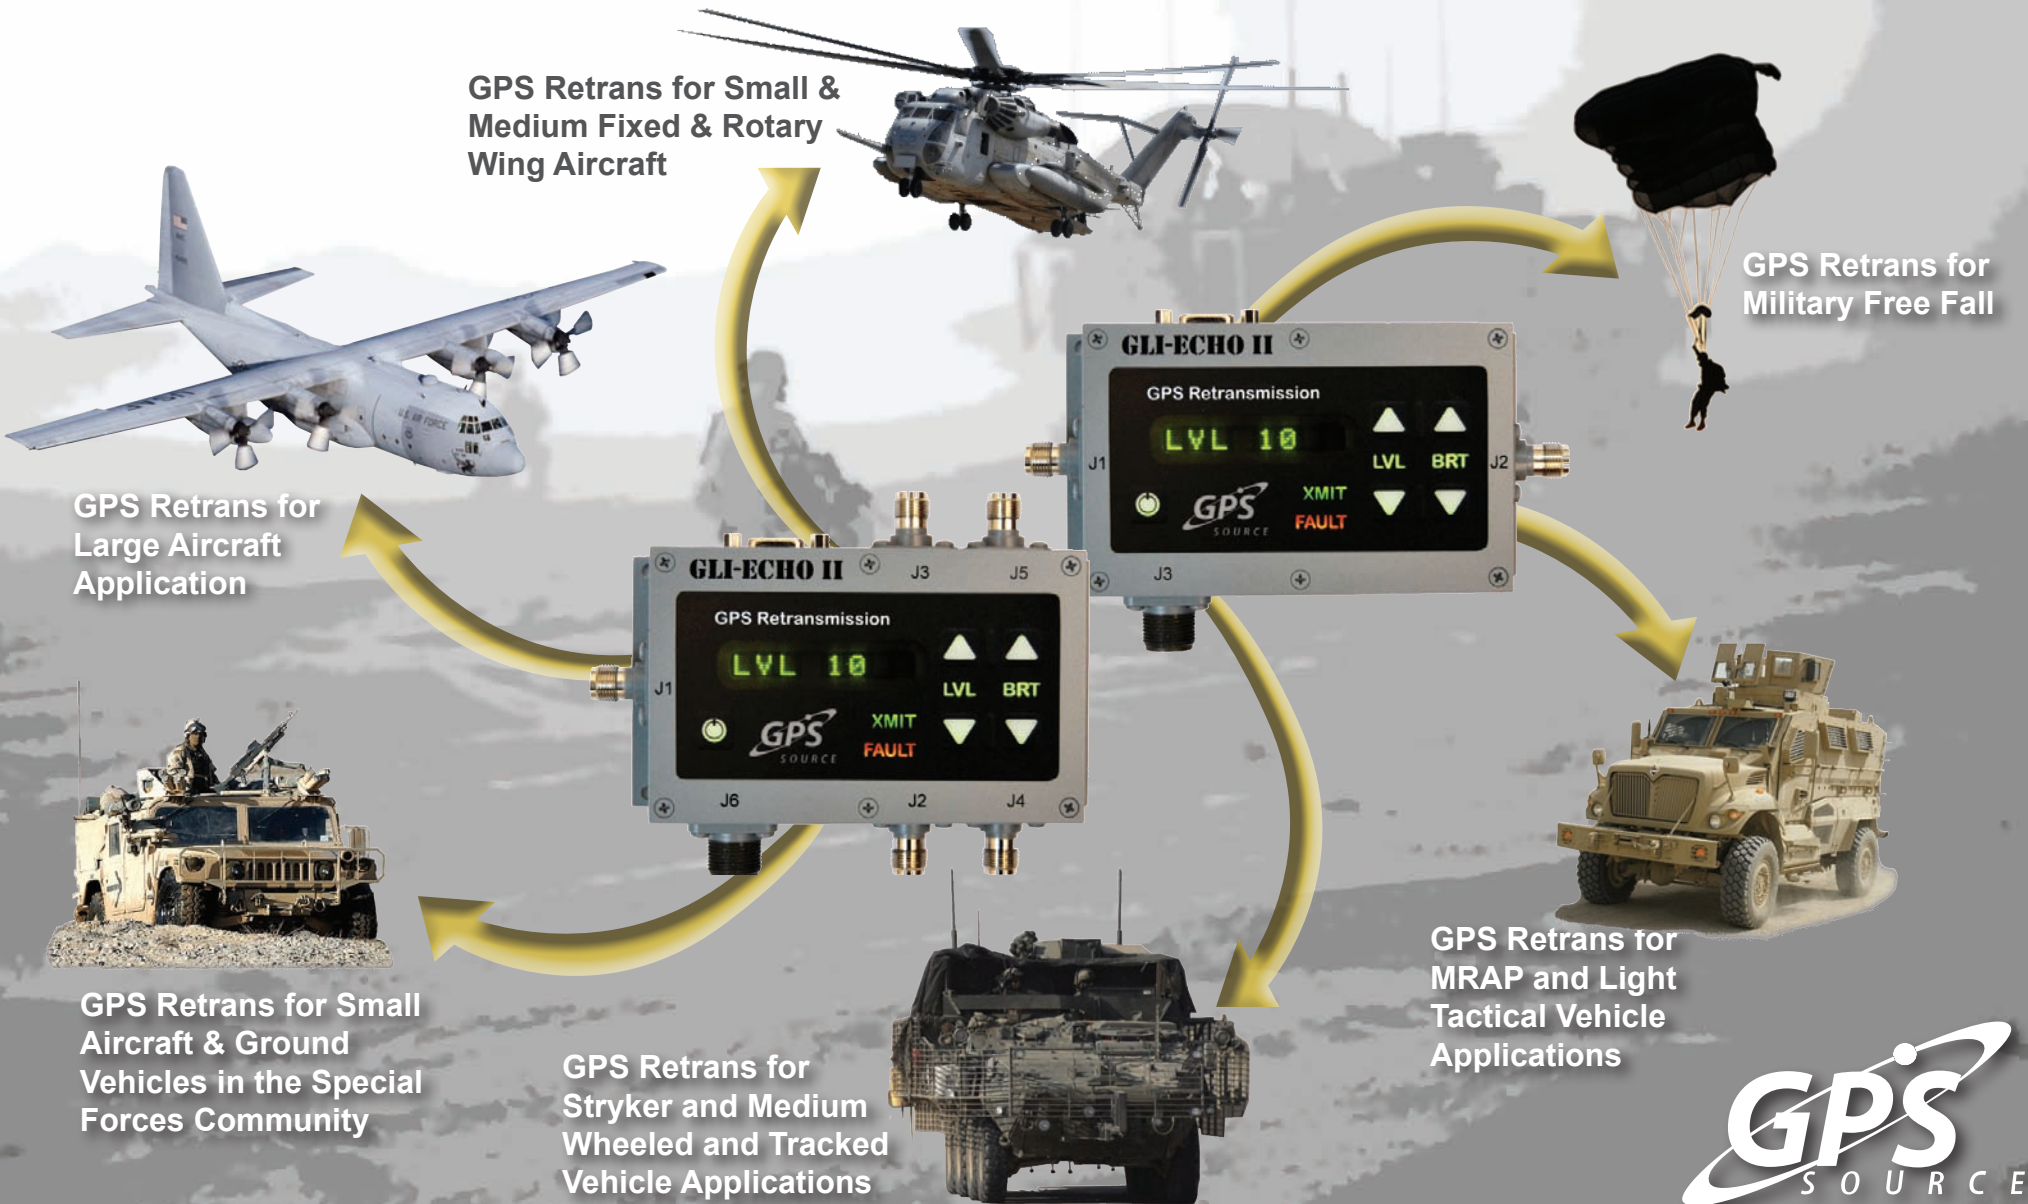 GPS Retrans for Small &
Medium Fixed & Rotary
Wing Aircraft
GPS Retrans for
Military Free Fall
GPS Retrans for
Large Aircraft
Application
U.S. AIR FORCE
GLI-ECHO II
GPS Retransmission
LVL 10
LVL BRT
XMIT
FAULT
GPS
SOURCE
J1
J2
J3
GLI-ECHO II
J3
J5
GPS Retransmission
LVL 10
LVL BRT
XMIT
FAULT
GPS
SOURCE
J1
J6
J2
J4
GPS Retrans for Small
Aircraft & Ground
Vehicles in the Special
Forces Community
GPS Retrans for
Stryker and Medium
Wheeled and Tracked
Vehicle Applications
GPS Retrans for
MRAP and Light
Tactical Vehicle
Applications
GPS
SOURCE